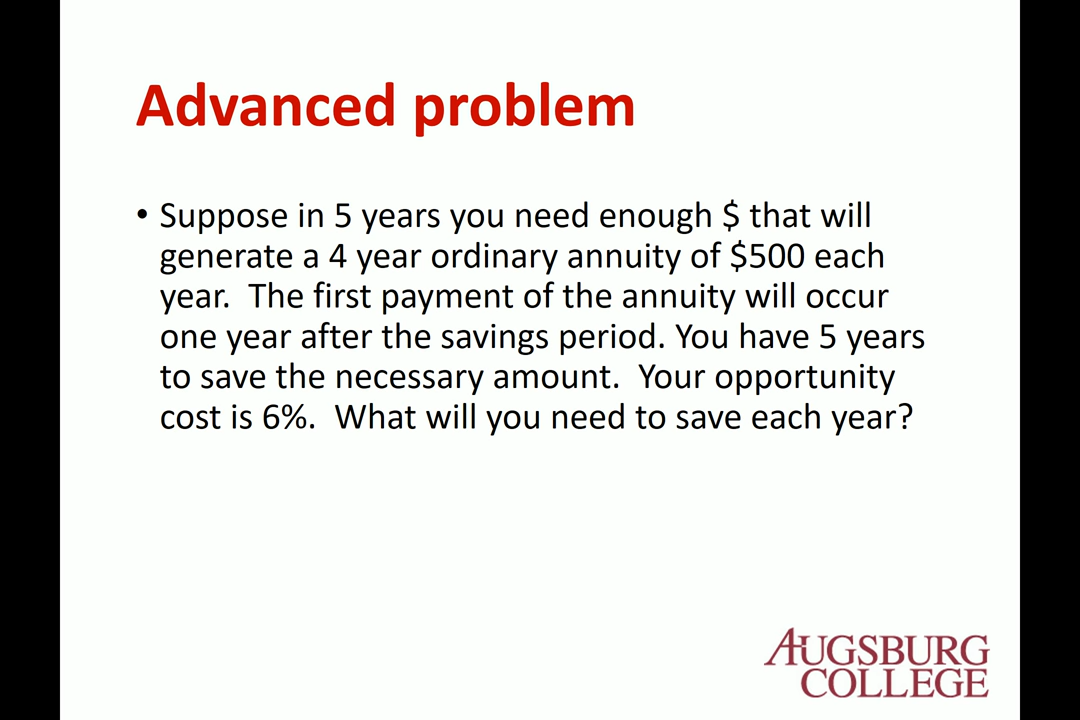 Advanced problem
• Suppose in 5 years you need enough $ that will
generate a 4 year ordinary annuity of $500 each
year.  The first payment of the annuity will occur
one year after the savings period. You have 5 years
to save the necessary amount.  Your opportunity
cost is 6%.  What will you need to save each year?
AUGSBURG
COLLEGE